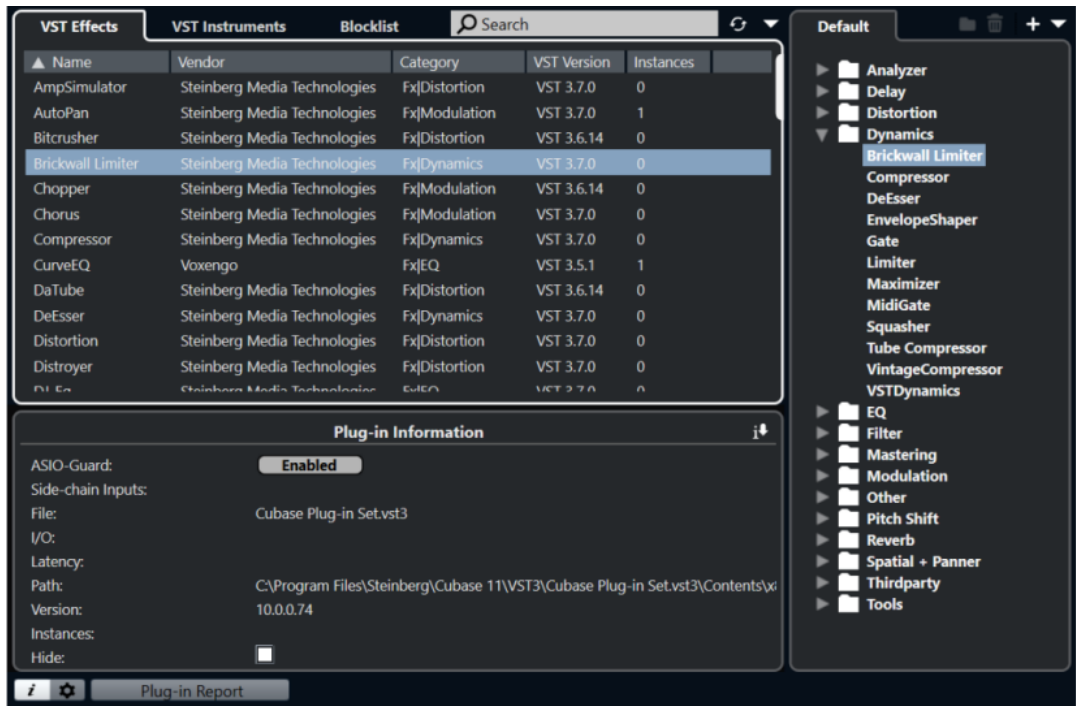 VST Effects VST Instruments Blocklist Search
Name Vendor Category VST Version Instances
AmpSimulator Steinberg Media Technologies Fx|Distortion VST 3.7.0 0
AutoPan Steinberg Media Technologies Fx|Modulation VST 3.7.0 1
Bitcrusher Steinberg Media Technologies Fx|Distortion VST 3.6.14 0
Brickwall Limiter Steinberg Media Technologies Fx|Dynamics VST 3.7.0 0
Chopper Steinberg Media Technologies Fx|Modulation VST 3.6.14 0
Chorus Steinberg Media Technologies Fx|Modulation VST 3.7.0 0
Compressor Steinberg Media Technologies Fx|Dynamics VST 3.7.0 0
CurveEQ Voxengo Fx|EQ VST 3.5.1 1
DaTube Steinberg Media Technologies Fx|Distortion VST 3.6.14 0
DeEsser Steinberg Media Technologies Fx|Dynamics VST 3.7.0 0
Distortion Steinberg Media Technologies Fx|Distortion VST 3.7.0 0
Distroyer Steinberg Media Technologies Fx|Distortion VST 3.7.0 0
Steinberg Media Technologies Fx|EQ VST 3.7.0 0
Plug-in Information
ASIO-Guard: Enabled
Side-chain Inputs:
File: Cubase Plug-in Set.vst3
I/O:
Latency:
Path: C:\Program Files\Steinberg\Cubase 11\VST3\Cubase Plug-in Set.vst3\Contents\x
Version: 10.0.0.74
Instances:
Hide:
i Plug-in Report
Default
Analyzer
Delay
Distortion
Dynamics
Brickwall Limiter
Compressor
DeEsser
EnvelopeShaper
Gate
Limiter
Maximizer
MidiGate
Squasher
Tube Compressor
VintageCompressor
VSTDynamics
EQ
Filter
Mastering
Modulation
Other
Pitch Shift
Reverb
Spatial + Panner
Thirdparty
Tools